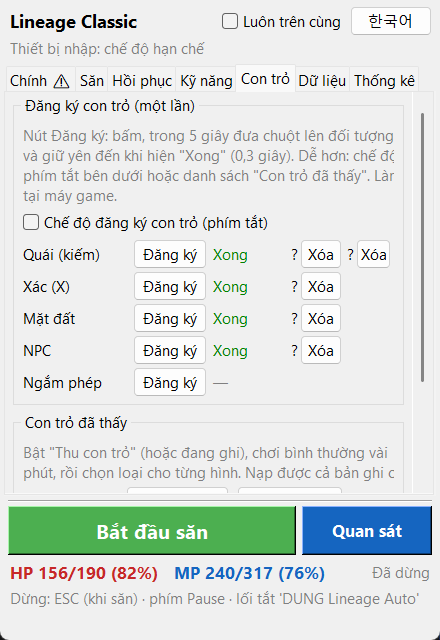 Lineage Classic
Luôn trên cùng
한국어
Thiết bị nhập: chế độ hạn chế
Chính ⚠ Săn Hồi phục Kỹ năng Con trỏ Dữ liệu Thống kê
Đăng ký con trỏ (một lần)
Nút Đăng ký: bấm, trong 5 giây đưa chuột lên đối tượng
và giữ yên đến khi hiện "Xong" (0,3 giây). Dễ hơn: chế độ
phím tắt bên dưới hoặc danh sách "Con trỏ đã thấy". Làm
tại máy game.
Chế độ đăng ký con trỏ (phím tắt)
Quái (kiếm) Đăng ký Xong ? Xóa ? Xóa
Xác (X) Đăng ký Xong ? Xóa
Mặt đất Đăng ký Xong ? Xóa
NPC Đăng ký Xong ? Xóa
Ngắm phép Đăng ký —
Con trỏ đã thấy
Bật "Thu con trỏ" (hoặc đang ghi), chơi bình thường vài
phút, rồi chọn loại cho từng hình. Nạp được cả bản ghi c
Bắt đầu săn
Quan sát
HP 156/190 (82%) MP 240/317 (76%) Đã dừng
Dừng: ESC (khi săn) · phím Pause · lối tắt 'DUNG Lineage Auto'